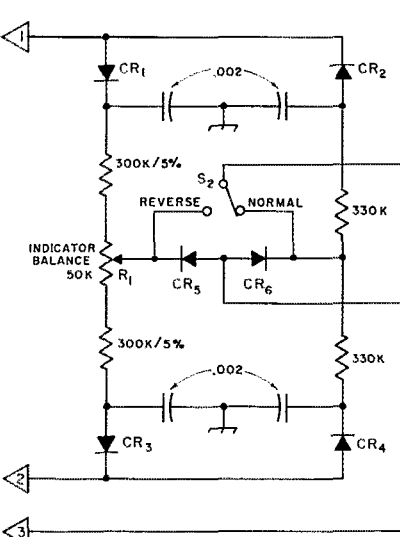 1
CR1
CR2
.002
300K/5%
S2
REVERSE
NORMAL
330K
INDICATOR
BALANCE
50K R1
CR5
CR6
300K/5%
330K
.002
CR3
CR4
2
3